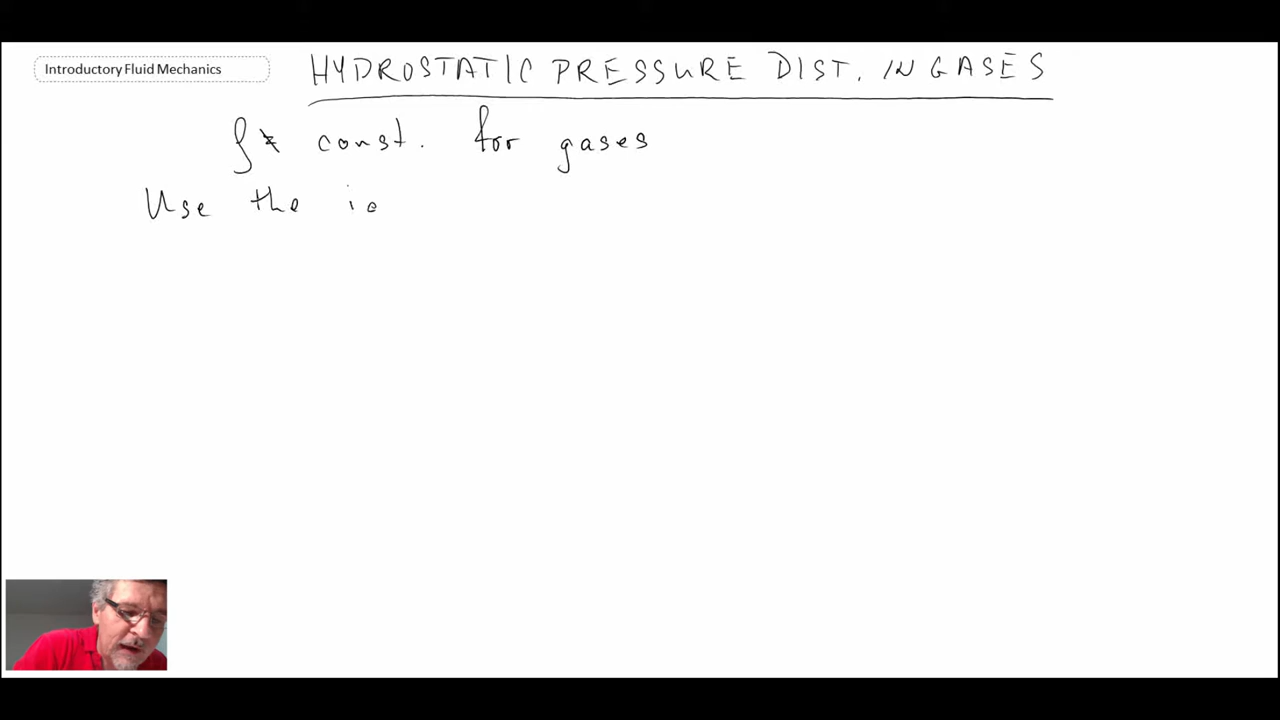 Introductory Fluid Mechanics
HYDROSTATIC PRESSURE DIST. IN GASES
ρ ≠ const. for gases
Use the